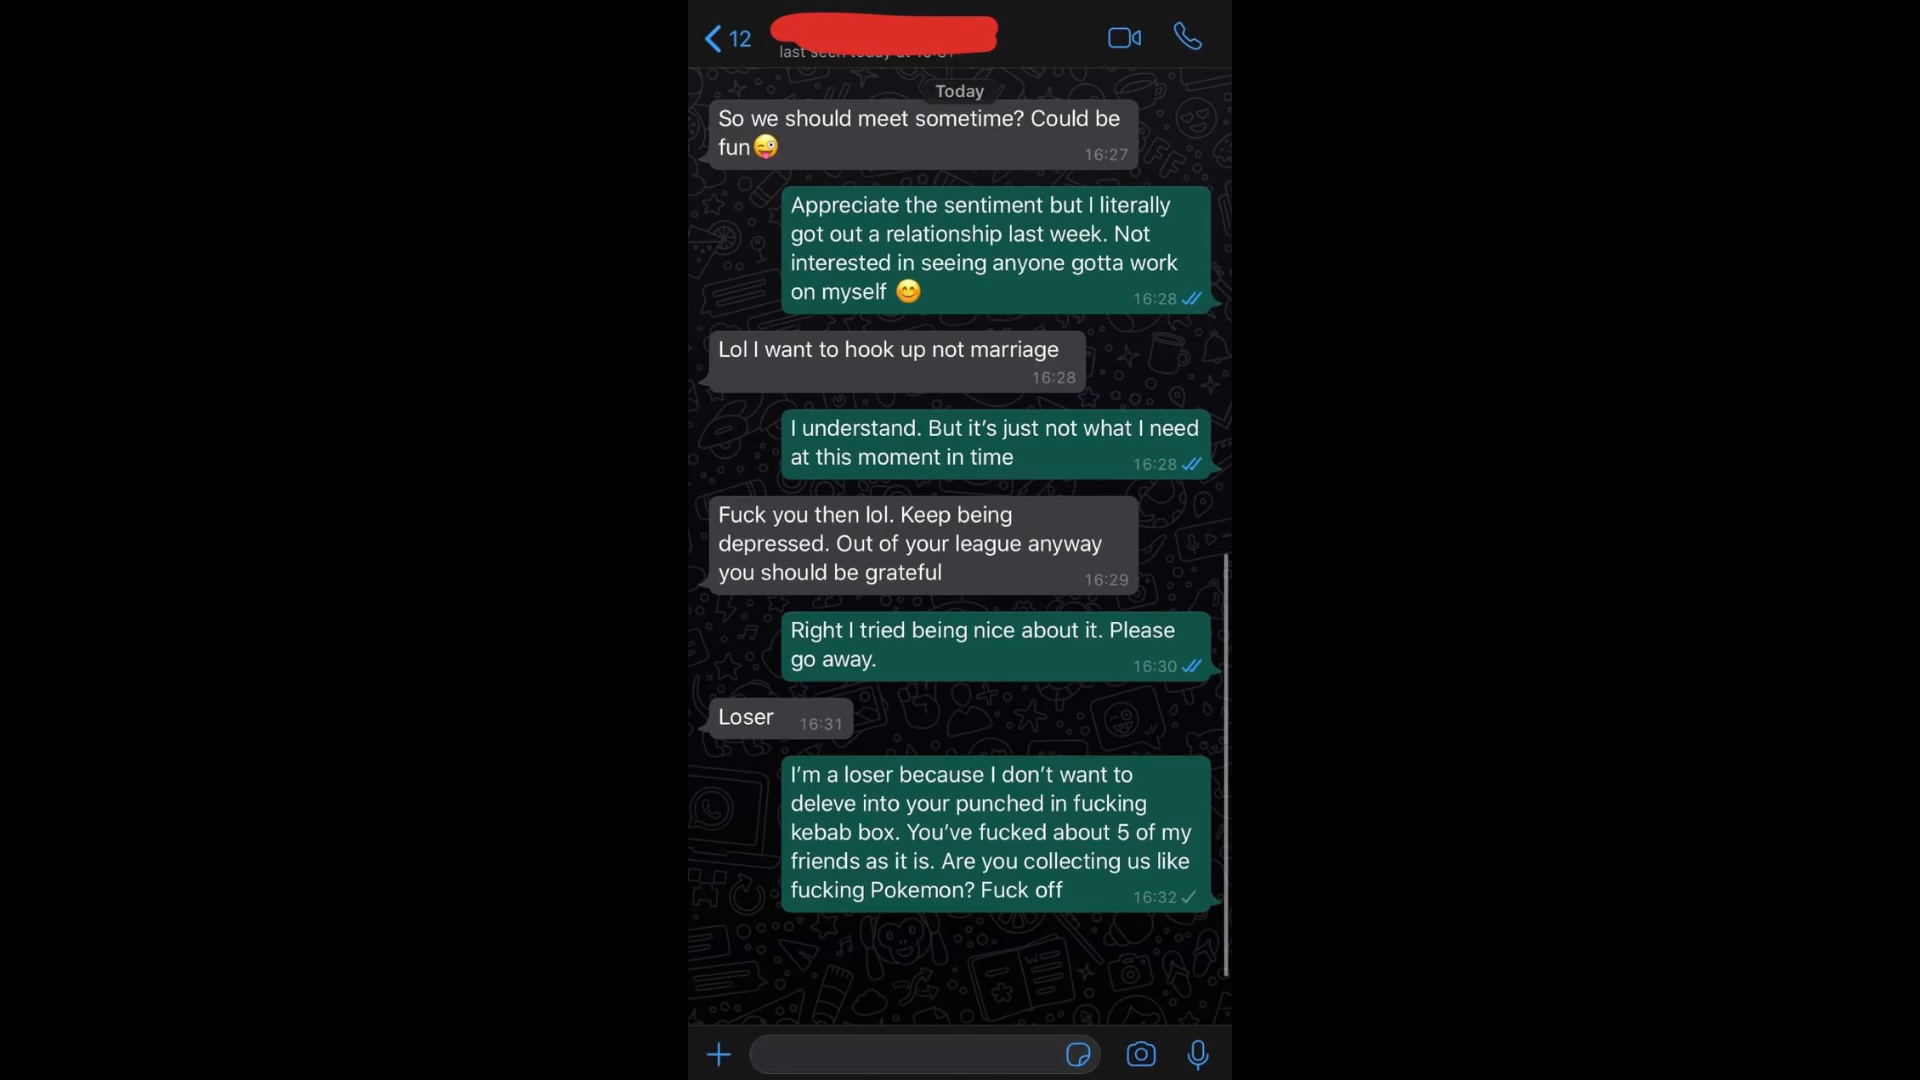 12
last seen today at 16:31
Today
So we should meet sometime? Could be
fun😜
16:27
Appreciate the sentiment but I literally
got out a relationship last week. Not
interested in seeing anyone gotta work
on myself 😊
16:28
Lol I want to hook up not marriage
16:28
I understand. But it’s just not what I need
at this moment in time
16:28
Fuck you then lol. Keep being
depressed. Out of your league anyway
you should be grateful
16:29
Right I tried being nice about it. Please
go away.
16:30
Loser
16:31
I’m a loser because I don’t want to
deleve into your punched in fucking
kebab box. You’ve fucked about 5 of my
friends as it is. Are you collecting us like
fucking Pokemon? Fuck off
16:32